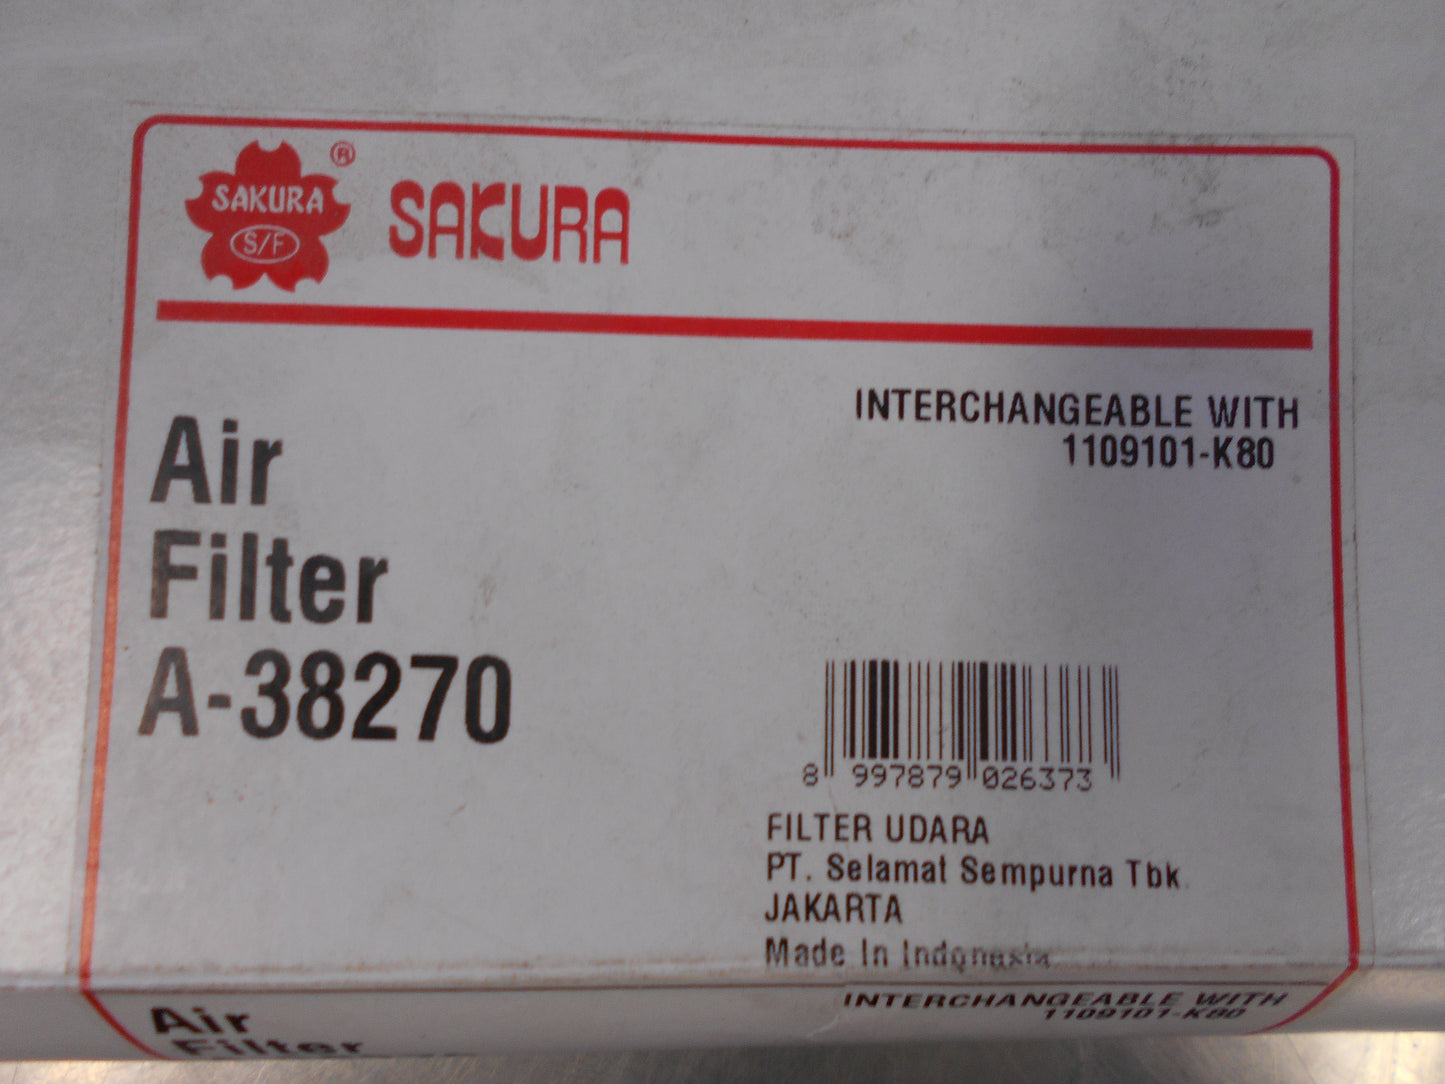 SAKURA
S/F
®
SAKURA
INTERCHANGEABLE WITH
1109101-K80
Air
Filter
A-38270
8 997879 026373
FILTER UDARA
PT. Selamat Sempurna Tbk
JAKARTA
Made In Indonesia
INTERCHANGEABLE WITH
1109101-K80
Air
Filter